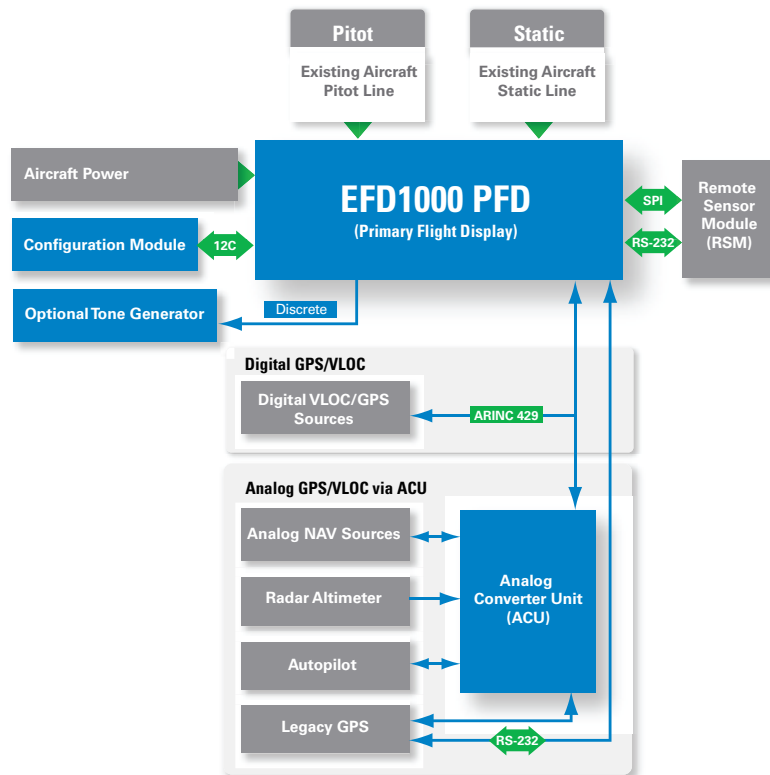 Pitot
Existing Aircraft
Pitot Line
Static
Existing Aircraft
Static Line
Aircraft Power
EFD1000 PFD
(Primary Flight Display)
SPI
RS-232
Remote
Sensor
Module
(RSM)
Configuration Module
12C
Optional Tone Generator
Discrete
Digital GPS/VLOC
Digital VLOC/GPS
Sources
ARINC 429
Analog GPS/VLOC via ACU
Analog NAV Sources
Radar Altimeter
Autopilot
Legacy GPS
Analog
Converter Unit
(ACU)
RS-232